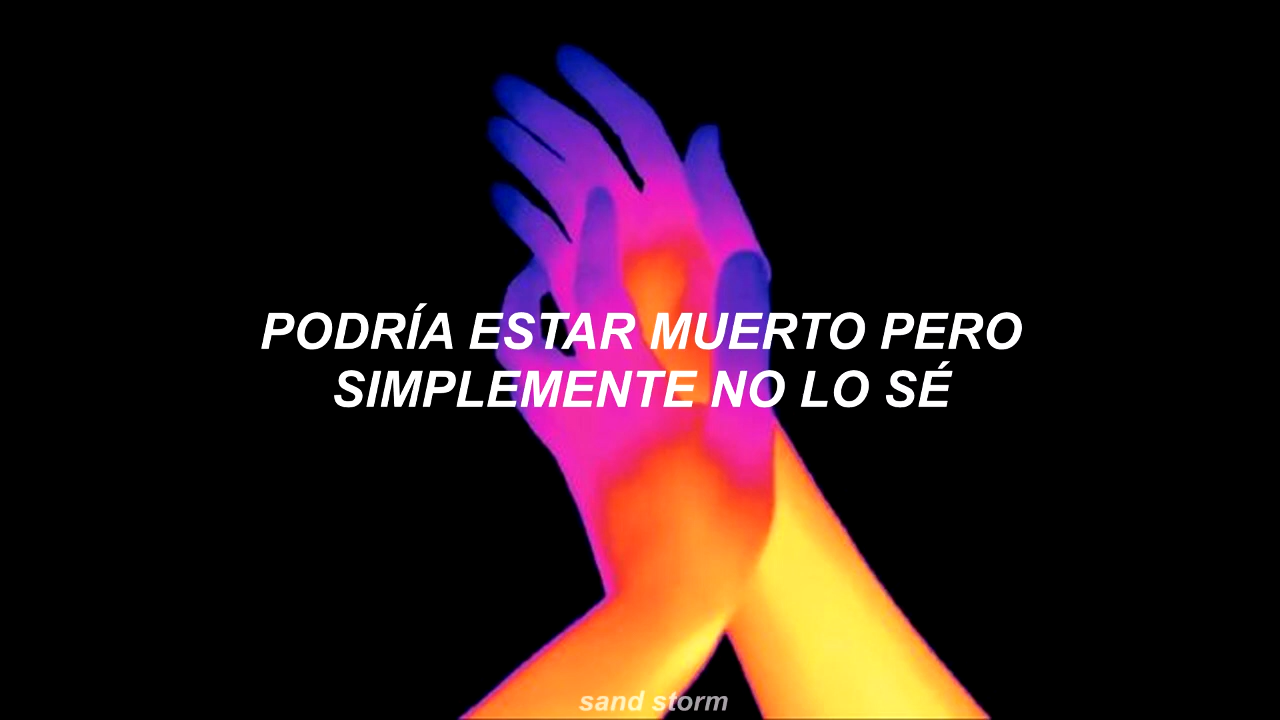 PODRÍA ESTAR MUERTO PERO
SIMPLEMENTE NO LO SÉ
sand storm